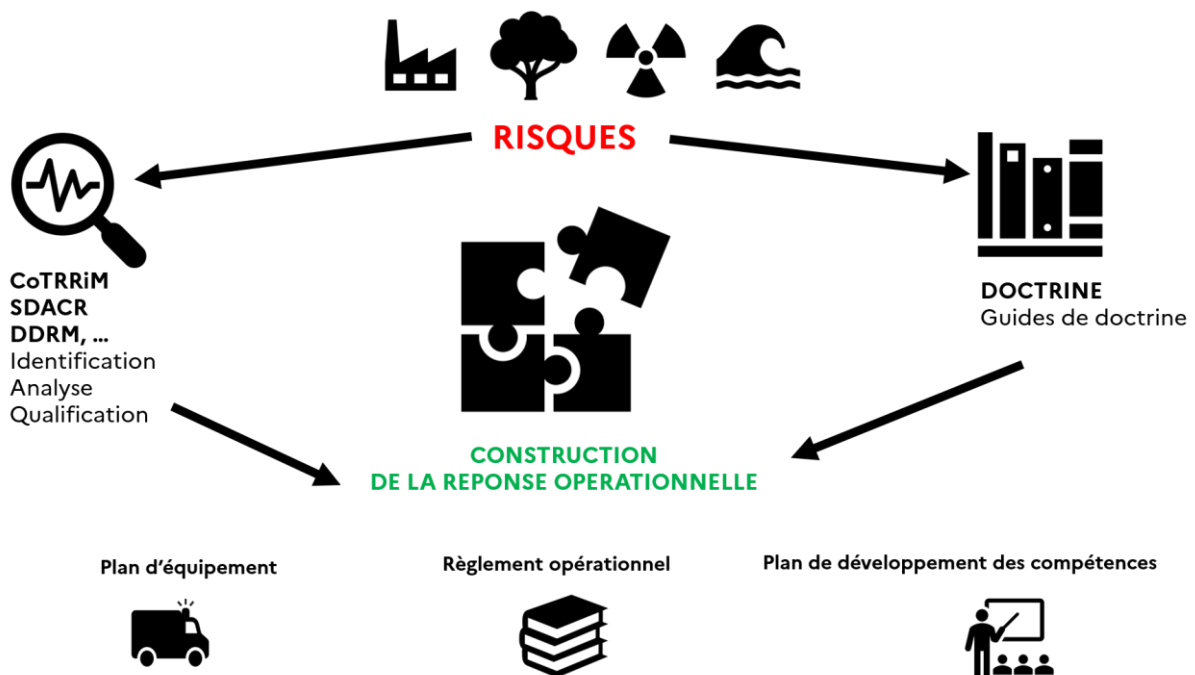 RISQUES
CoTRRiM
SDACR
DDRM, ...
Identification
Analyse
Qualification
DOCTRINE
Guides de doctrine
CONSTRUCTION
DE LA REPONSE OPERATIONNELLE
Plan d’équipement
Règlement opérationnel
Plan de développement des compétences